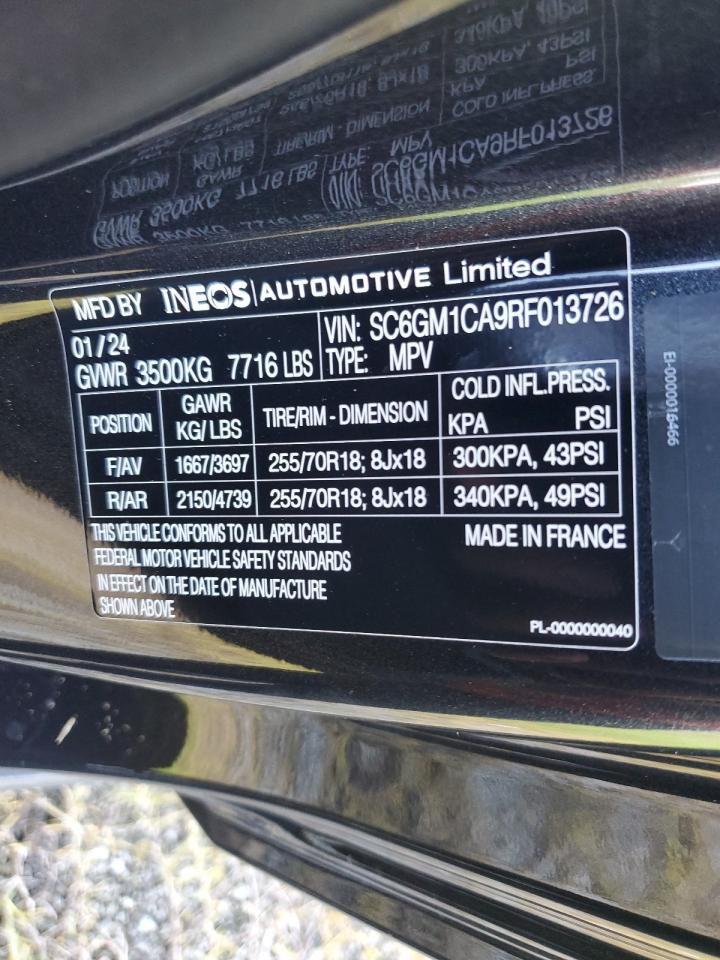 MFD BY INEOS | AUTOMOTIVE Limited
01/24
VIN: SC6GM1CA9RF013726
GVWR 3500KG 7716 LBS
TYPE: MPV
POSITION GAWR KG/LBS TIRE/RIM - DIMENSION COLD INFL.PRESS. KPA PSI
F/AV 1667/3697 255/70R18; 8Jx18 300KPA, 43PSI
R/AR 2150/4739 255/70R18; 8Jx18 340KPA, 49PSI
THIS VEHICLE CONFORMS TO ALL APPLICABLE
FEDERAL MOTOR VEHICLE SAFETY STANDARDS
IN EFFECT ON THE DATE OF MANUFACTURE
SHOWN ABOVE
MADE IN FRANCE
PL-0000000040
EI-0000016466